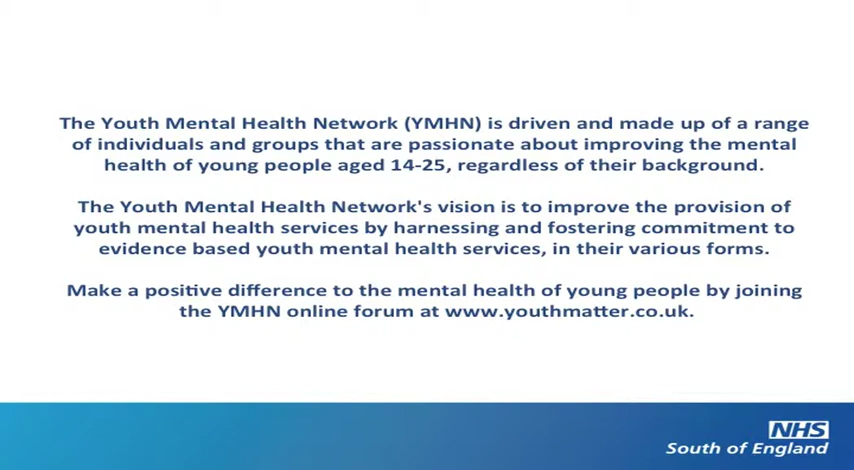 The Youth Mental Health Network (YMHN) is driven and made up of a range
of individuals and groups that are passionate about improving the mental
health of young people aged 14-25, regardless of their background.
The Youth Mental Health Network's vision is to improve the provision of
youth mental health services by harnessing and fostering commitment to
evidence based youth mental health services, in their various forms.
Make a positive difference to the mental health of young people by joining
the YMHN online forum at www.youthmatter.co.uk.
NHS
South of England